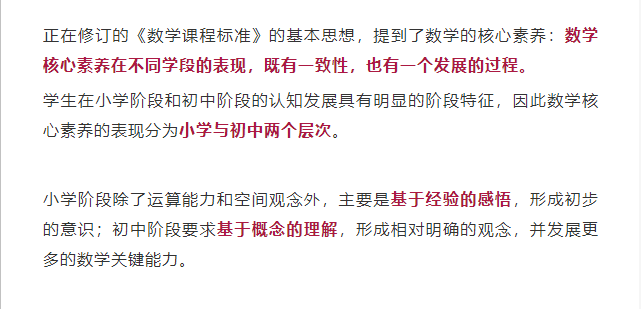 正在修订的《数学课程标准》的基本思想，提到了数学的核心素养：数学
核心素养在不同学段的表现，既有一致性，也有一个发展的过程。
学生在小学阶段和初中阶段的认知发展具有明显的阶段特征，因此数学核
心素养的表现分为小学与初中两个层次。
小学阶段除了运算能力和空间观念外，主要是基于经验的感悟，形成初步
的意识；初中阶段要求基于概念的理解，形成相对明确的观念，并发展更
多的数学关键能力。